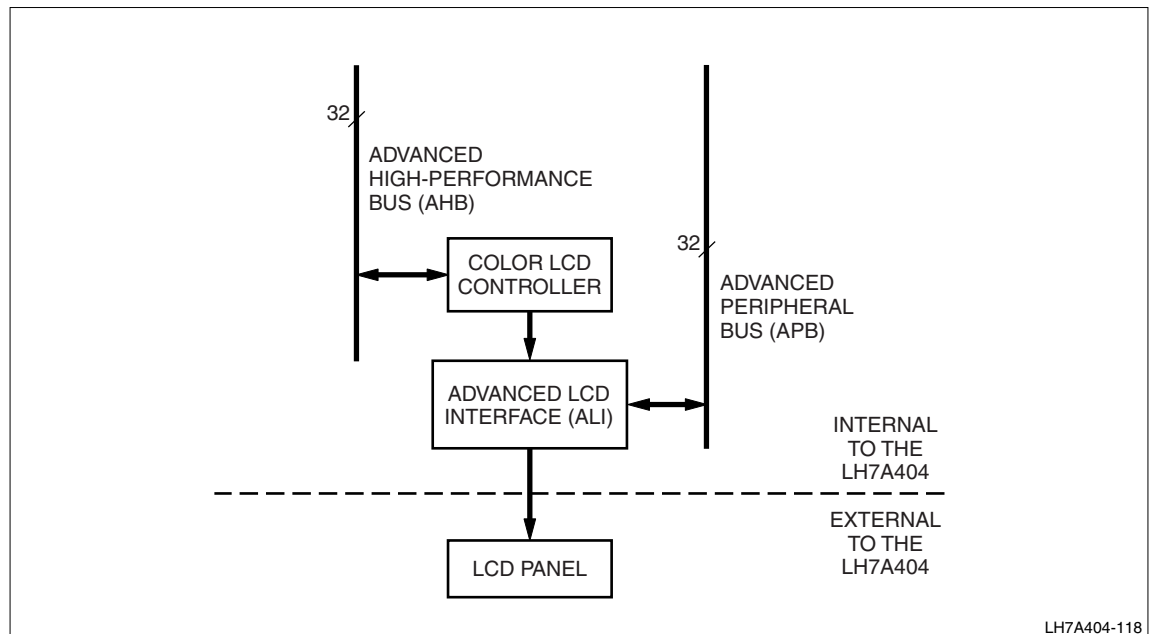 32
ADVANCED
HIGH-PERFORMANCE
BUS (AHB)
COLOR LCD
CONTROLLER
32
ADVANCED
PERIPHERAL
BUS (APB)
ADVANCED LCD
INTERFACE (ALI)
INTERNAL
TO THE
LH7A404
EXTERNAL
TO THE
LH7A404
LCD PANEL
LH7A404-118